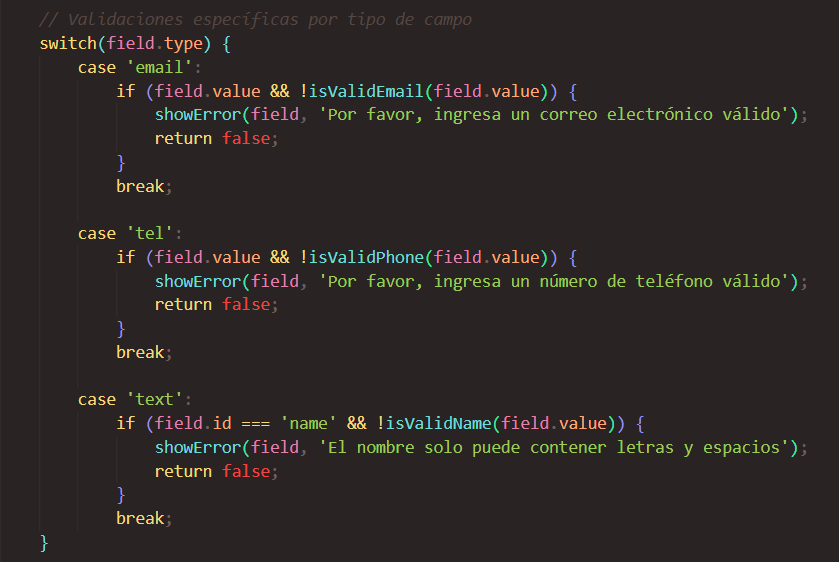 // Validaciones específicas por tipo de campo
switch(field.type) {
    case 'email':
        if (field.value && !isValidEmail(field.value)) {
            showError(field, 'Por favor, ingresa un correo electrónico válido');
            return false;
        }
        break;

    case 'tel':
        if (field.value && !isValidPhone(field.value)) {
            showError(field, 'Por favor, ingresa un número de teléfono válido');
            return false;
        }
        break;

    case 'text':
        if (field.id === 'name' && !isValidName(field.value)) {
            showError(field, 'El nombre solo puede contener letras y espacios');
            return false;
        }
        break;
}